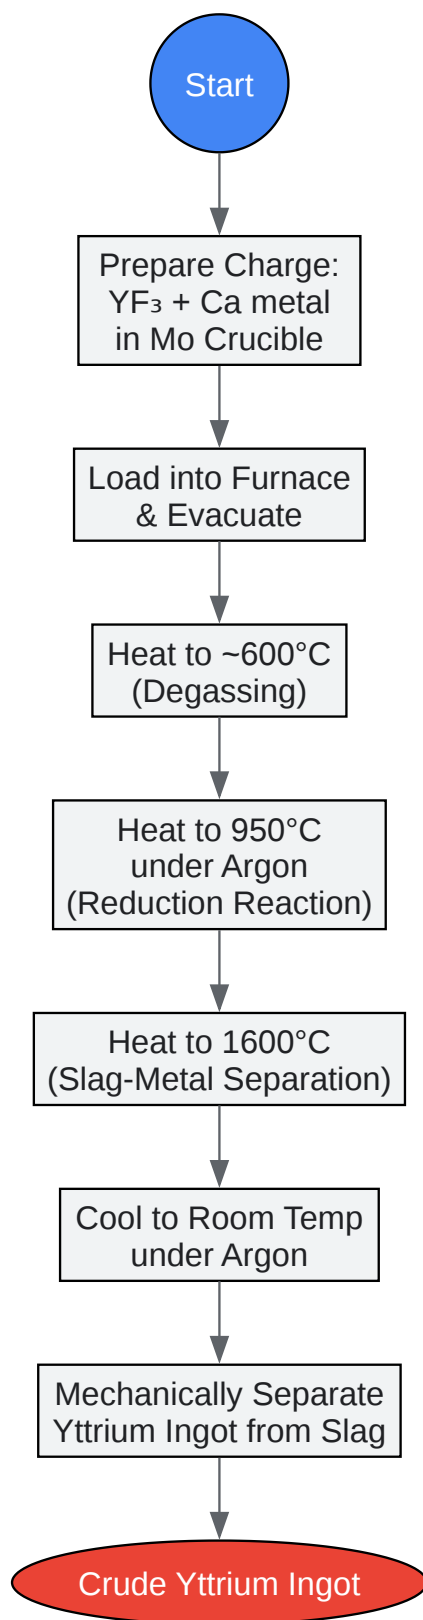 Start
Prepare Charge:
YF₃ + Ca metal
in Mo Crucible
Load into Furnace
& Evacuate
Heat to ~600°C
(Degassing)
Heat to 950°C
under Argon
(Reduction Reaction)
Heat to 1600°C
(Slag-Metal Separation)
Cool to Room Temp
under Argon
Mechanically Separate
Yttrium Ingot from Slag
Crude Yttrium Ingot